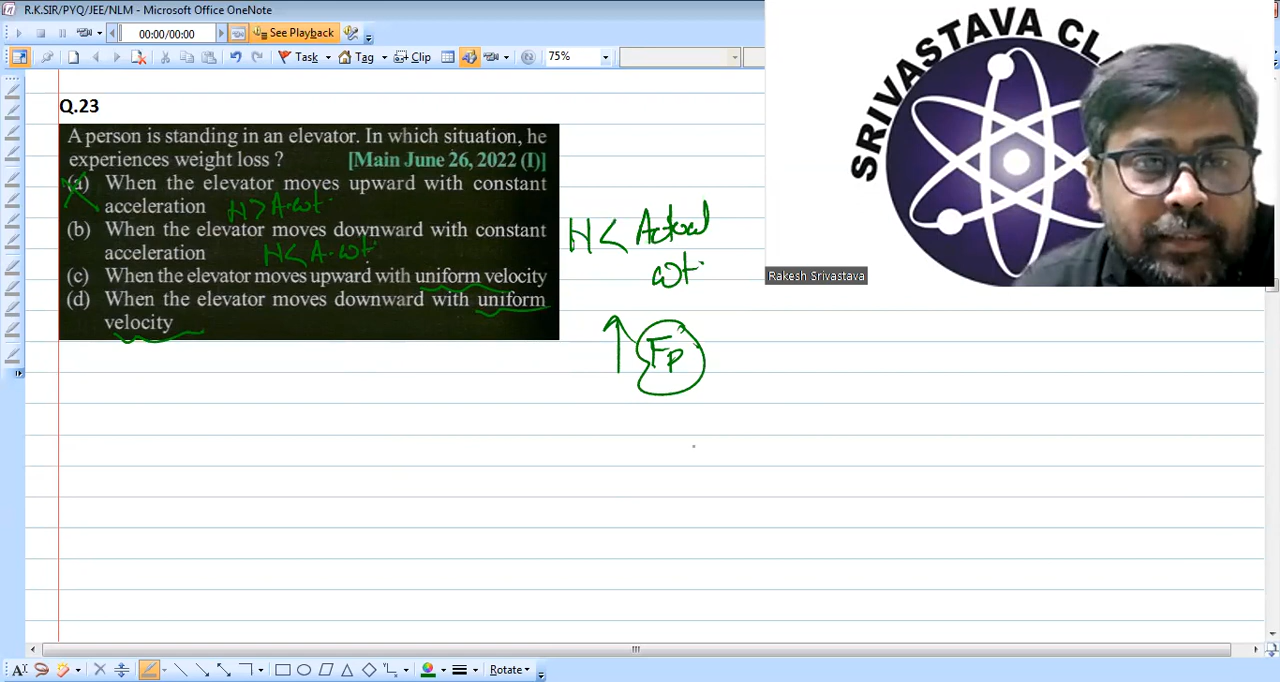 R.K.SIR/PYQ/JEE/NLM - Microsoft Office OneNote
00:00/00:00
See Playback
Task
Tag
Clip
75%
SRIVASTAVA CL
Q.23
A person is standing in an elevator. In which situation, he
experiences weight loss ? [Main June 26, 2022 (I)]
(a) When the elevator moves upward with constant
acceleration N > A.wt.
(b) When the elevator moves downward with constant
acceleration N < A.wt.
(c) When the elevator moves upward with uniform velocity
(d) When the elevator moves downward with uniform
velocity
N < Actual
wt.
Fp
Rakesh Srivastava
Rotate